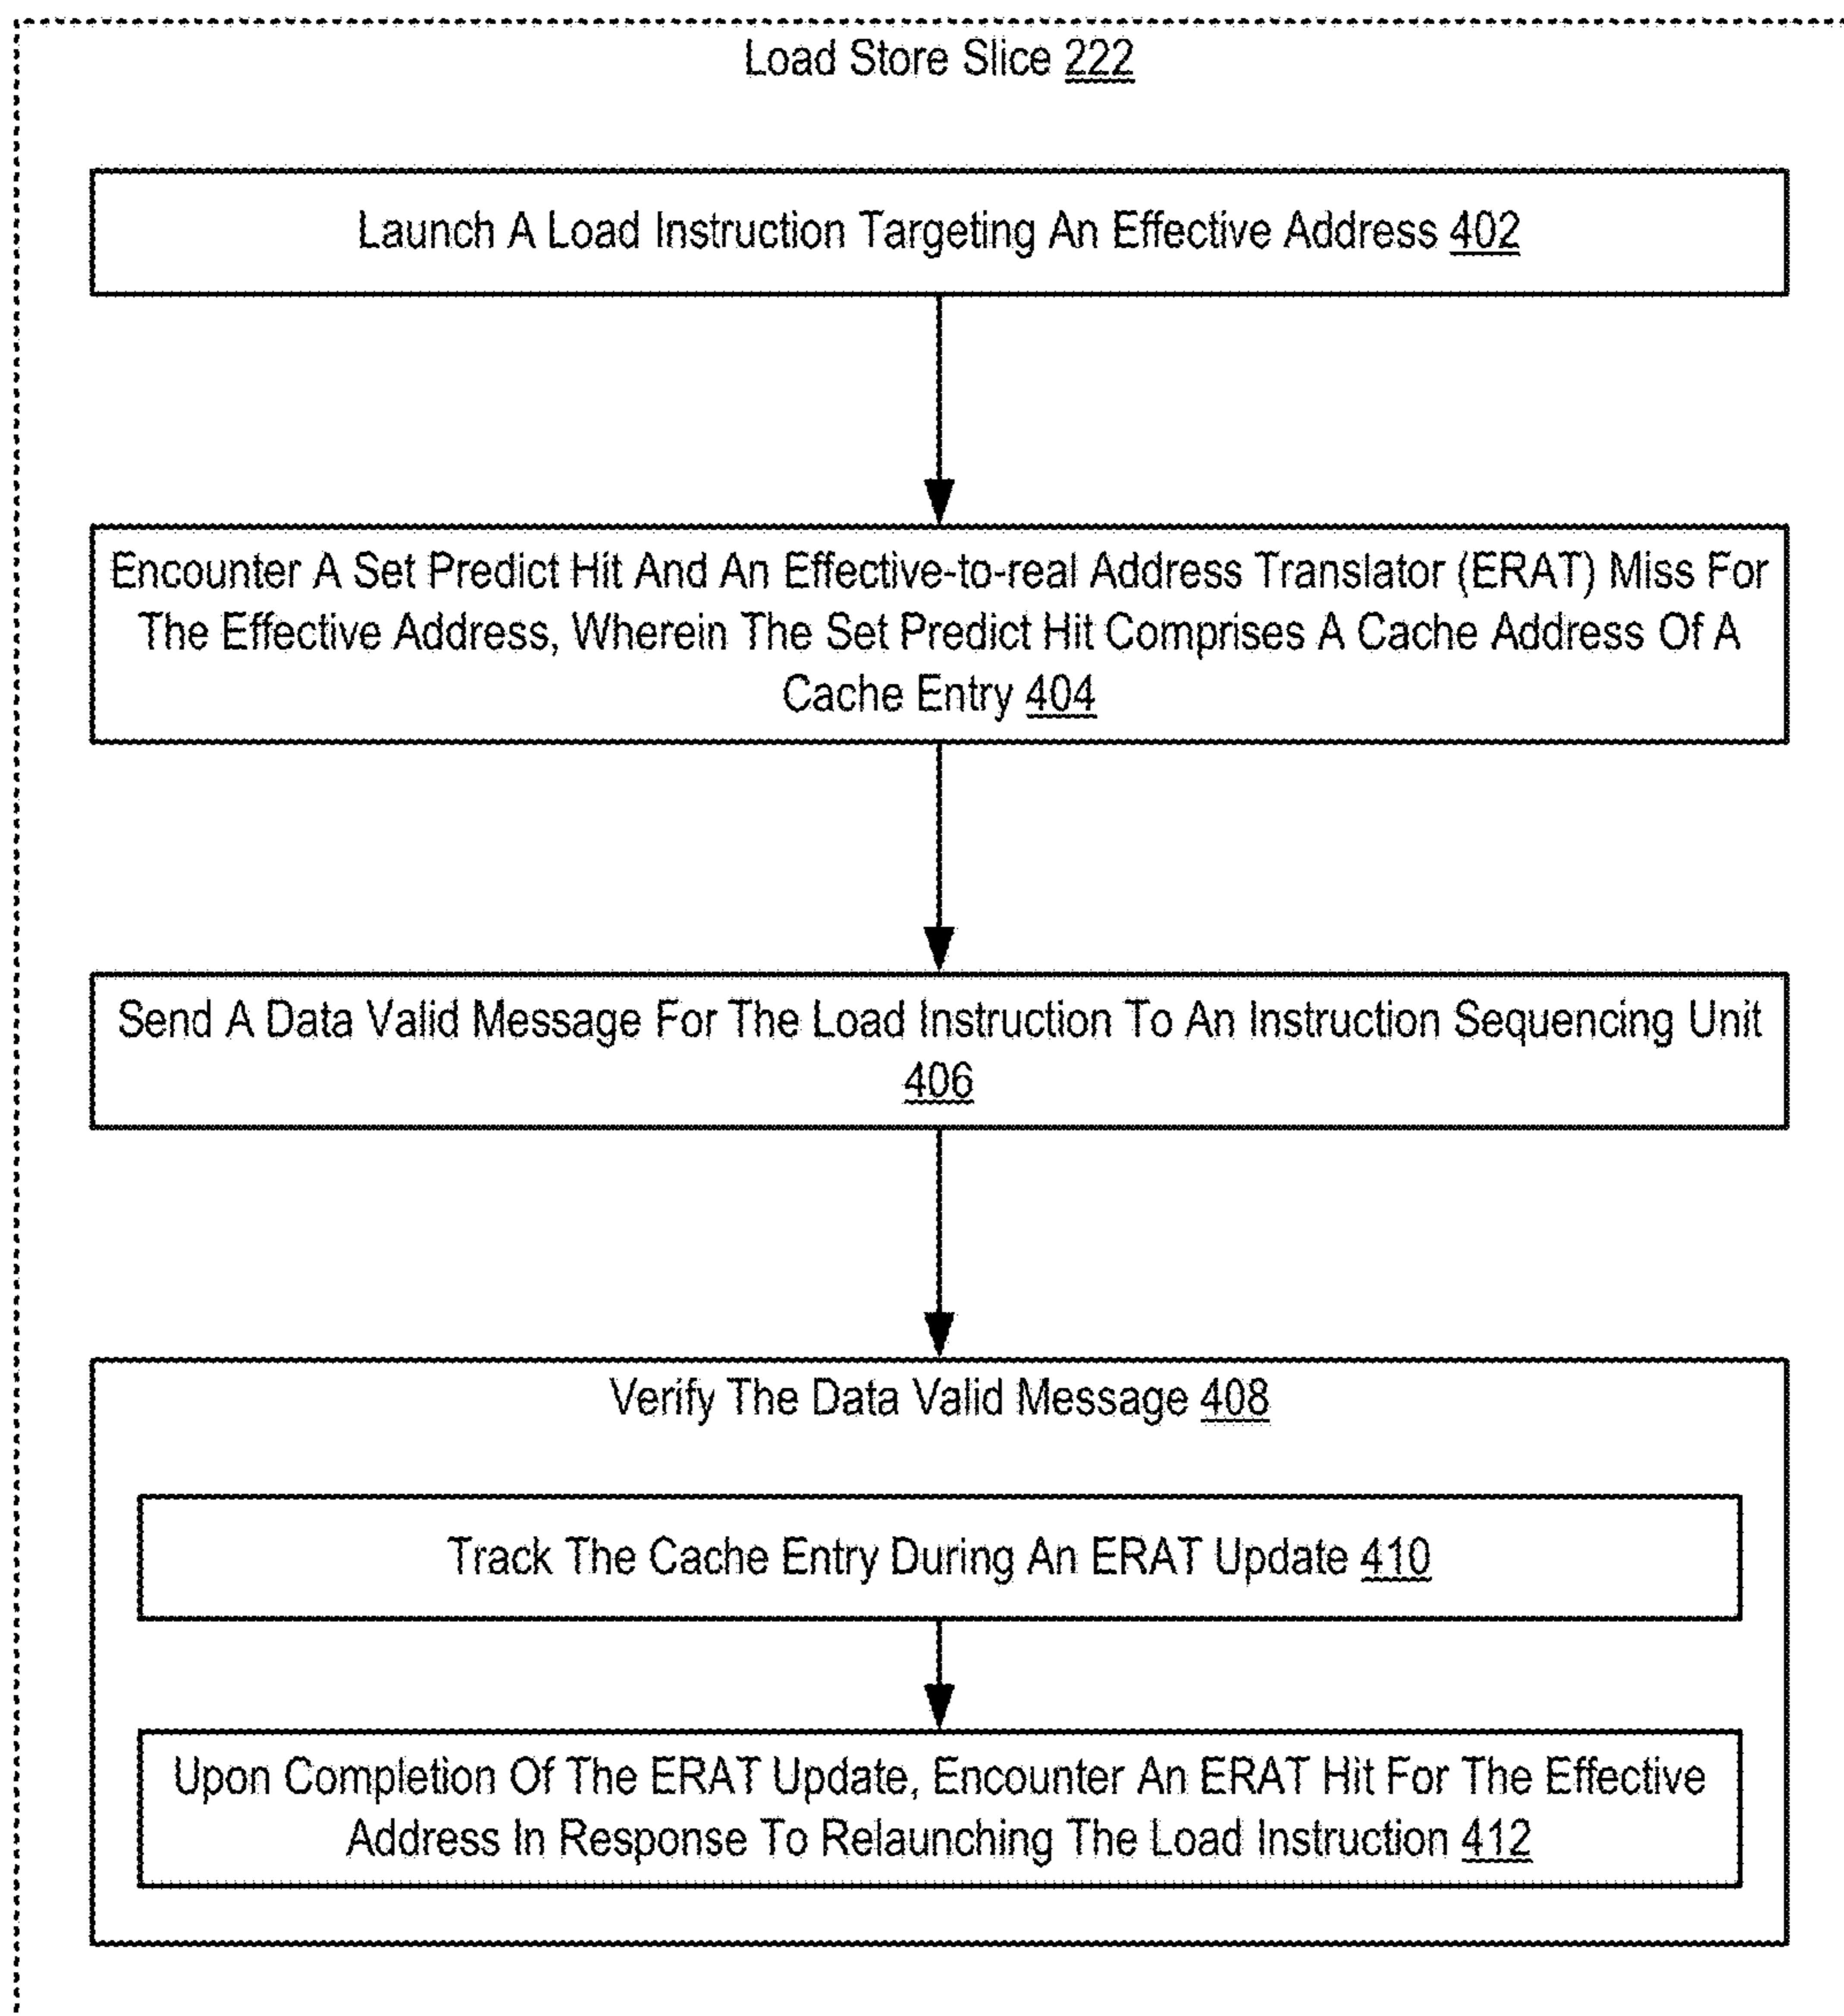 Load Store Slice 222
Launch A Load Instruction Targeting An Effective Address 402
Encounter A Set Predict Hit And An Effective-to-real Address Translator (ERAT) Miss For
The Effective Address, Wherein The Set Predict Hit Comprises A Cache Address Of A
Cache Entry 404
Send A Data Valid Message For The Load Instruction To An Instruction Sequencing Unit
406
Verify The Data Valid Message 408
Track The Cache Entry During An ERAT Update 410
Upon Completion Of The ERAT Update, Encounter An ERAT Hit For The Effective
Address In Response To Relaunching The Load Instruction 412